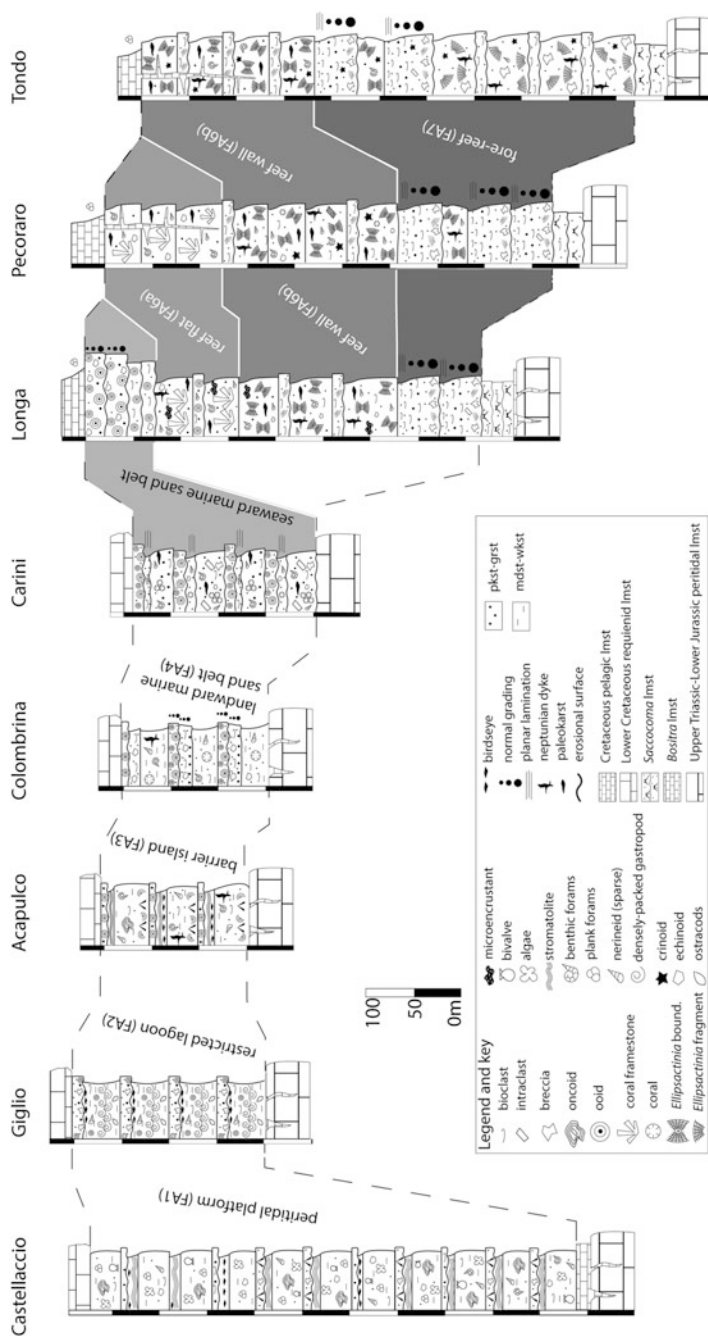 Castellaccio
Giglio
Acapulco
Colombrina
Carini
Longa
Pecoraro
Tondo
peritidal platform (FA1)
restricted lagoon (FA2)
barrier island (FA3)
landward marine
sand belt (FA4)
seaward marine sand belt
reef flat (FA6a)
reef wall (FA6b)
reef wall (FA6b)
fore-reef (FA7)
100
50
0m
Legend and key
bioclast
intraclast
breccia
oncoid
ooid
coral framestone
coral
Ellipsactinia bound.
Ellipsactinia fragment
microencrustant
bivalve
algae
stromatolite
benthic forams
plank forams
nerineid (sparse)
densely-packed gastropod
crinoid
echinoid
ostracods
birdseye
normal grading
planar lamination
neptunian dyke
paleokarst
erosional surface
Cretaceous pelagic lmst
Lower Cretaceous requienid lmst
Saccocoma lmst
Bositra lmst
Upper Triassic-Lower Jurassic peritidal lmst
pkst-grst
mdst-wkst